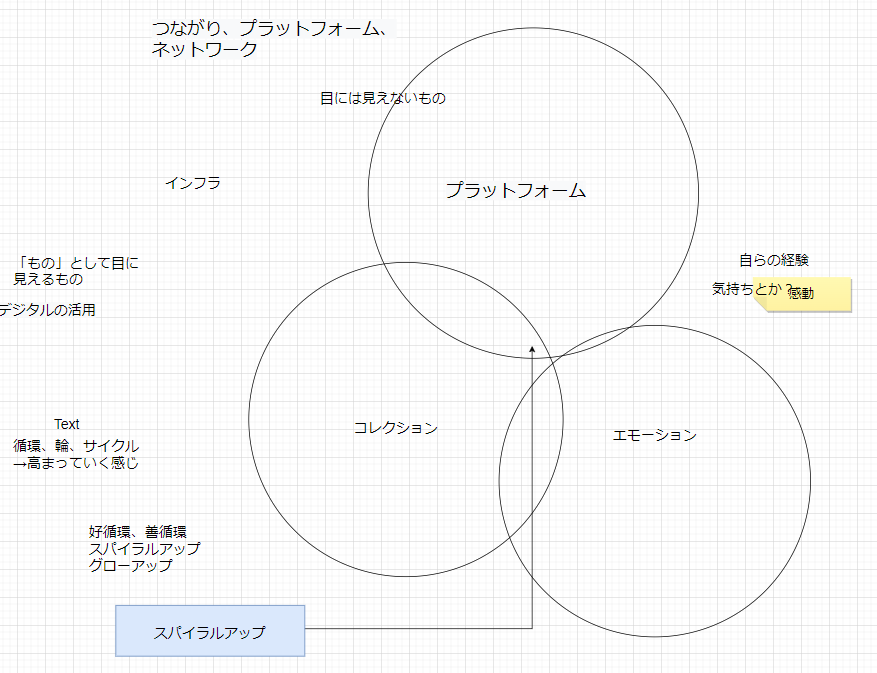 つながり、プラットフォーム、
ネットワーク
目には見えないもの
インフラ
プラットフォーム
「もの」として目に
見えるもの
デジタルの活用
自らの経験
気持ちとか？
感動
Text
循環、輪、サイクル
→高まっていく感じ
コレクション
エモーション
好循環、善循環
スパイラルアップ
グローアップ
スパイラルアップ